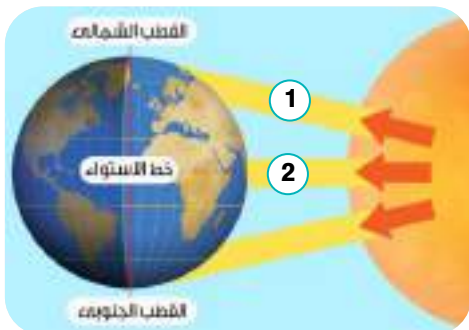 القطب الشمالي
1
خط الاستواء
2
القطب الجنوبي